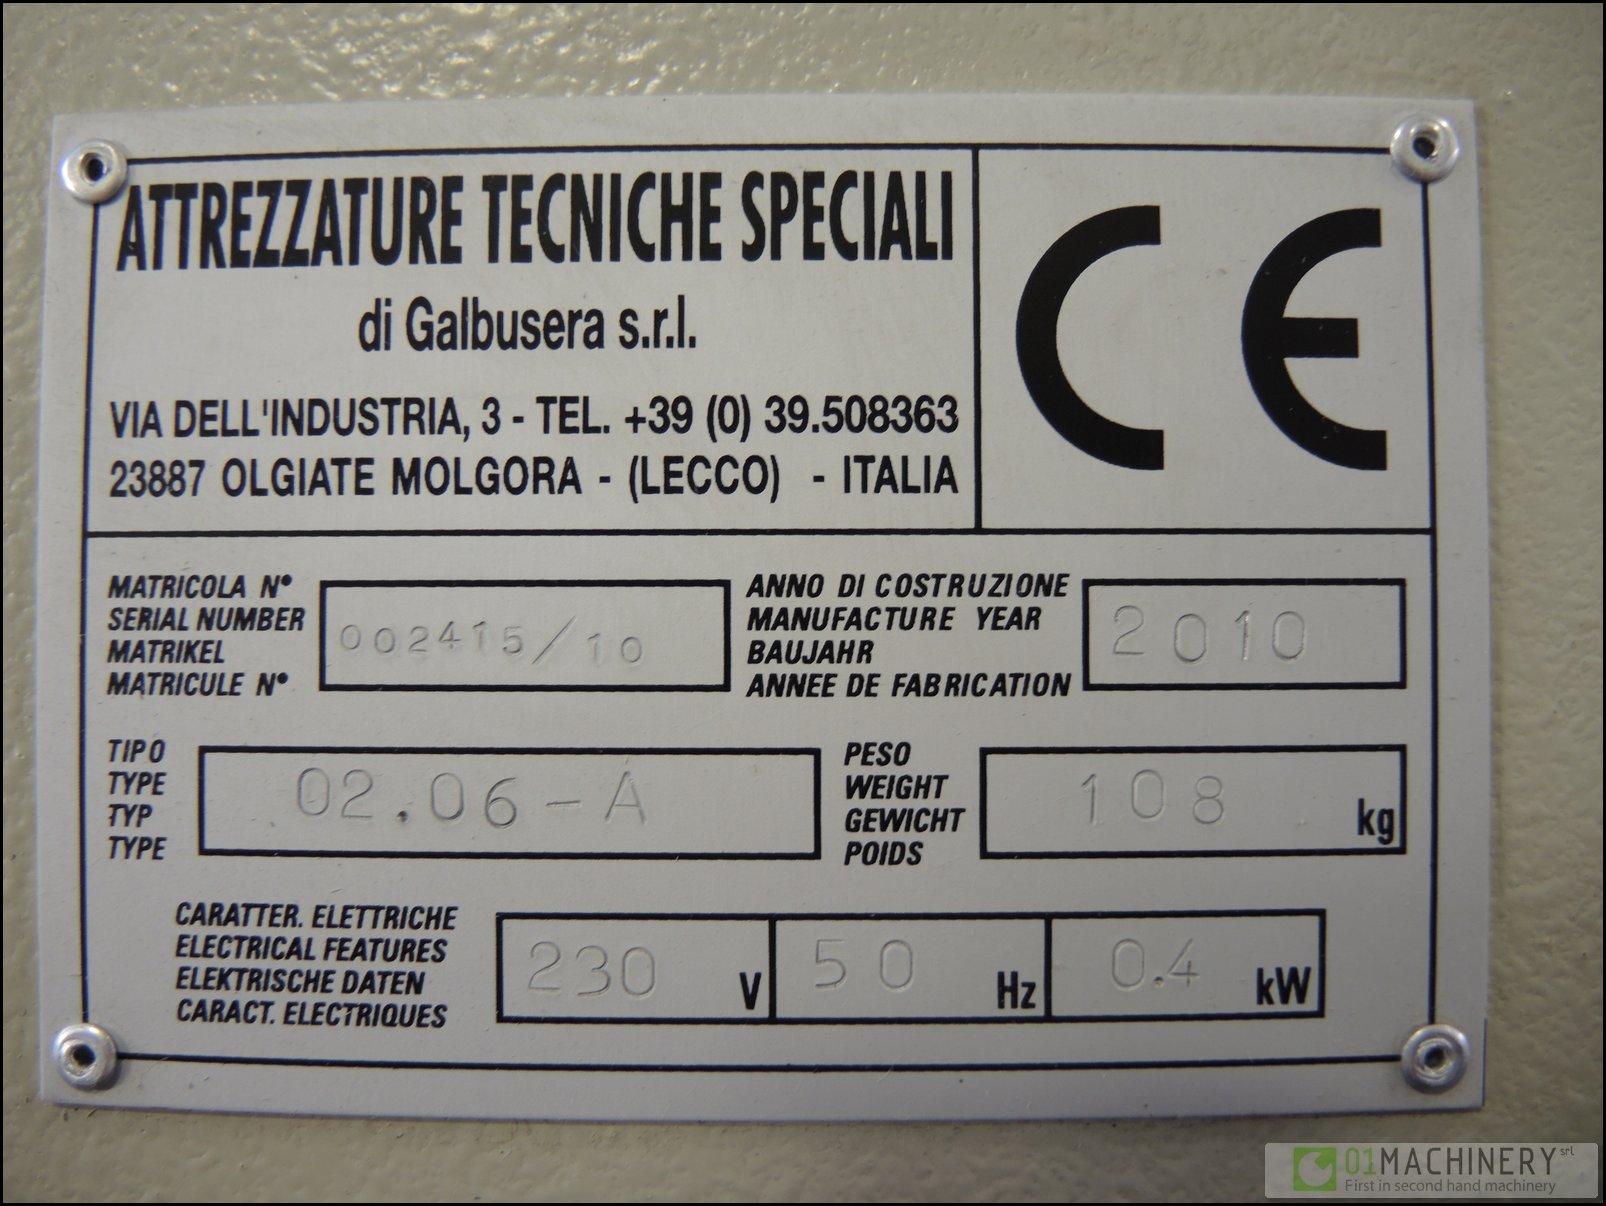 ATTREZZATURE TECNICHE SPECIALI
di Galbusera s.r.l.
VIA DELL'INDUSTRIA, 3 - TEL. +39 (0) 39.508363
23887 OLGIATE MOLGORA - (LECCO) - ITALIA
CE
MATRICOLA N°
SERIAL NUMBER
MATRIKEL
MATRICULE N°
002415/10
ANNO DI COSTRUZIONE
MANUFACTURE YEAR
BAUJAHR
ANNEE DE FABRICATION
2010
TIPO
TYPE
TYP
TYPE
02.06-A
PESO
WEIGHT
GEWICHT
POIDS
108 kg
CARATTER. ELETTRICHE
ELECTRICAL FEATURES
ELEKTRISCHE DATEN
CARACT. ELECTRIQUES
230 V
50 Hz
0.4 kW
01MACHINERY srl
First in second hand machinery